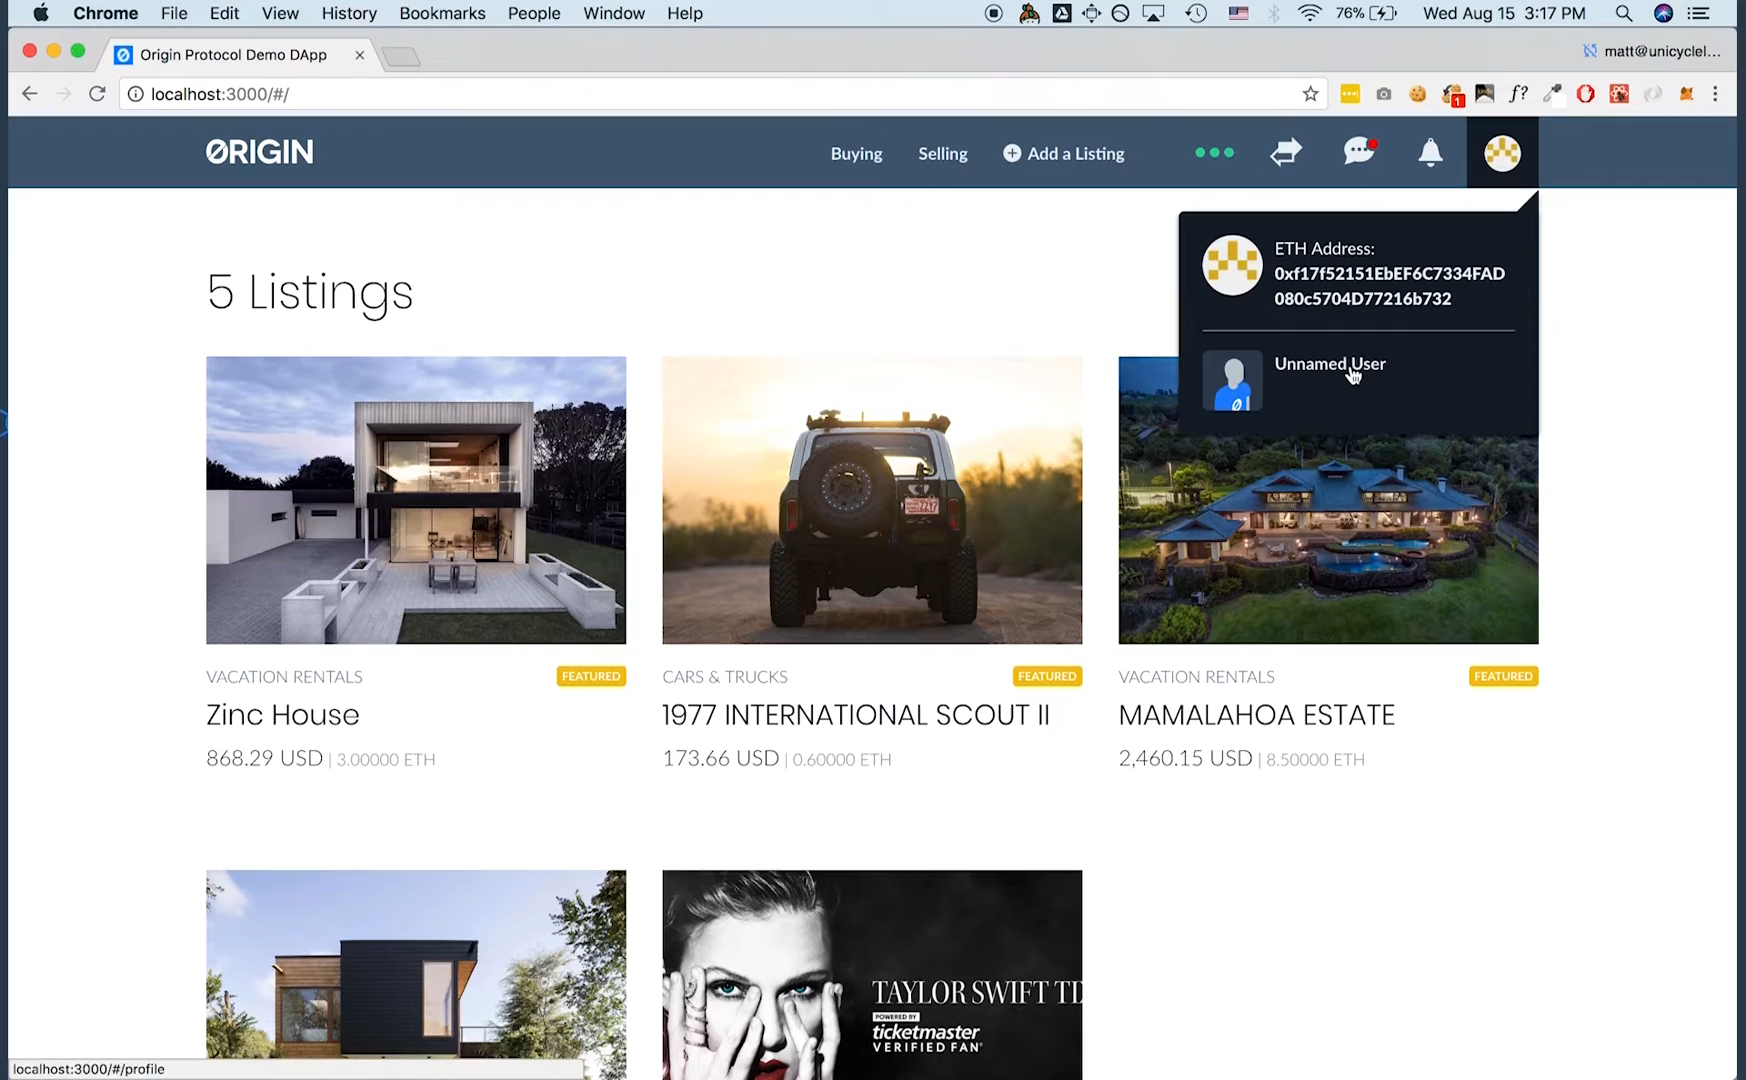 Chrome File Edit View History Bookmarks People Window Help 76% Wed Aug 15 3:17 PM
Origin Protocol Demo DApp
matt@unicyclel...
localhost:3000/#/
1
f?
ØRIGIN
Buying Selling Add a Listing
5 Listings
ETH Address:
0xf17f52151EbEF6C7334FAD
080c5704D77216b732
Unnamed User
VACATION RENTALS FEATURED
Zinc House
868.29 USD | 3.00000 ETH
CARS & TRUCKS FEATURED
1977 INTERNATIONAL SCOUT II
173.66 USD | 0.60000 ETH
VACATION RENTALS FEATURED
MAMALAHOA ESTATE
2,460.15 USD | 8.50000 ETH
TAYLOR SWIFT
POWERED BY
ticketmaster
VERIFIED FAN
localhost:3000/#/profile